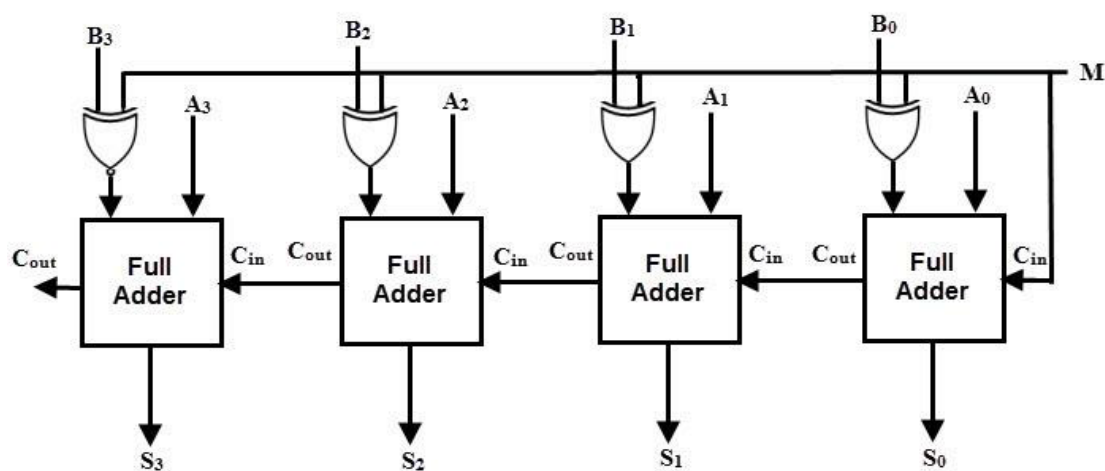 B₃ B₂ B₁ B₀
M
A₃ A₂ A₁ A₀
Cout Full Adder Cin Cout Full Adder Cin Cout Full Adder Cin Cout Full Adder Cin
S₃ S₂ S₁ S₀